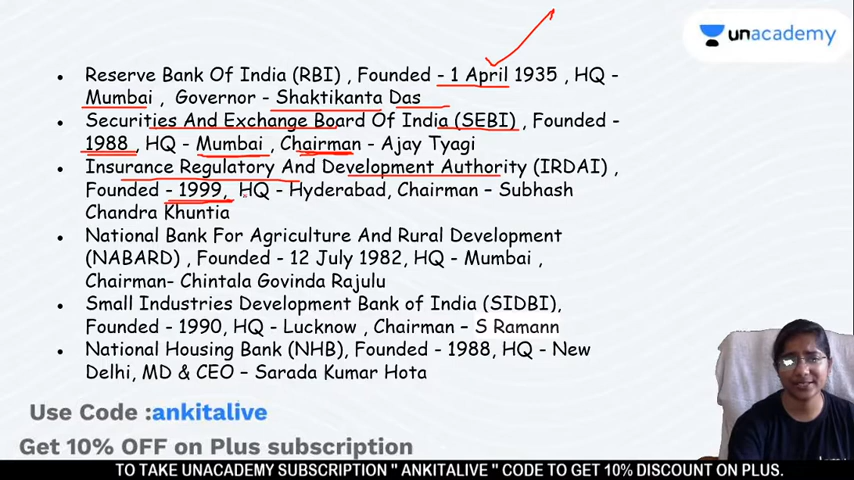 unacademy
• Reserve Bank Of India (RBI) , Founded - 1 April 1935 , HQ -
Mumbai , Governor - Shaktikanta Das
• Securities And Exchange Board Of India (SEBI) , Founded -
1988 , HQ - Mumbai , Chairman - Ajay Tyagi
• Insurance Regulatory And Development Authority (IRDAI) ,
Founded - 1999, HQ - Hyderabad, Chairman – Subhash
Chandra Khuntia
• National Bank For Agriculture And Rural Development
(NABARD) , Founded - 12 July 1982, HQ - Mumbai ,
Chairman- Chintala Govinda Rajulu
• Small Industries Development Bank of India (SIDBI),
Founded - 1990, HQ - Lucknow , Chairman – S Ramann
• National Housing Bank (NHB), Founded - 1988, HQ - New
Delhi, MD & CEO – Sarada Kumar Hota
Use Code :ankitalive
Get 10% OFF on Plus subscription
TO TAKE UNACADEMY SUBSCRIPTION " ANKITALIVE " CODE TO GET 10% DISCOUNT ON PLUS.